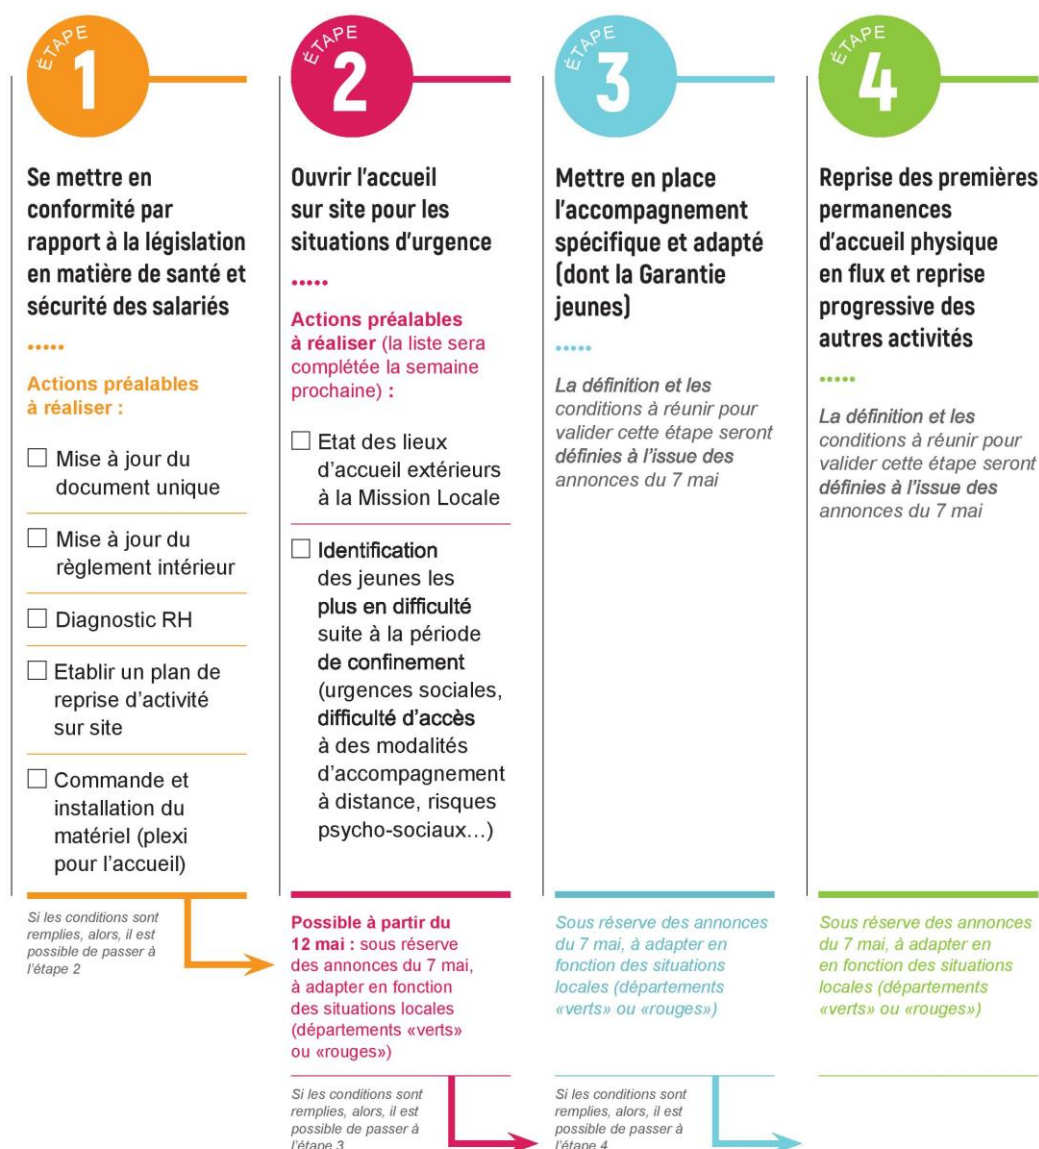 ÉTAPE
1
Se mettre en
conformité par
rapport à la législation
en matière de santé et
sécurité des salariés
.....
Actions préalables
à réaliser :
Mise à jour du
document unique
Mise à jour du
règlement intérieur
Diagnostic RH
Etablir un plan de
reprise d'activité
sur site
Commande et
installation du
matériel (plexi
pour l'accueil)
Si les conditions sont
remplies, alors, il est
possible de passer à
l'étape 2
ÉTAPE
2
Ouvrir l'accueil
sur site pour les
situations d'urgence
.....
Actions préalables
à réaliser (la liste sera
complétée la semaine
prochaine) :
Etat des lieux
d'accueil extérieurs
à la Mission Locale
Identification
des jeunes les
plus en difficulté
suite à la période
de confinement
(urgences sociales,
difficulté d'accès
à des modalités
d'accompagnement
à distance, risques
psycho-sociaux...)
Possible à partir du
12 mai : sous réserve
des annonces du 7 mai,
à adapter en fonction
des situations locales
(départements «verts»
ou «rouges»)
Si les conditions sont
remplies, alors, il est
possible de passer à
l'étape 3
ÉTAPE
3
Mettre en place
l'accompagnement
spécifique et adapté
(dont la Garantie
jeunes)
.....
La définition et les
conditions à réunir pour
valider cette étape seront
définies à l'issue des
annonces du 7 mai
Sous réserve des annonces
du 7 mai, à adapter en
fonction des situations
locales (départements
«verts» ou «rouges»)
Si les conditions sont
remplies, alors, il est
possible de passer à
l'étape 4
ÉTAPE
4
Reprise des premières
permanences
d'accueil physique
en flux et reprise
progressive des
autres activités
.....
La définition et les
conditions à réunir pour
valider cette étape seront
définies à l'issue des
annonces du 7 mai
Sous réserve des annonces
du 7 mai, à adapter en
en fonction des situations
locales (départements
«verts» ou «rouges»)